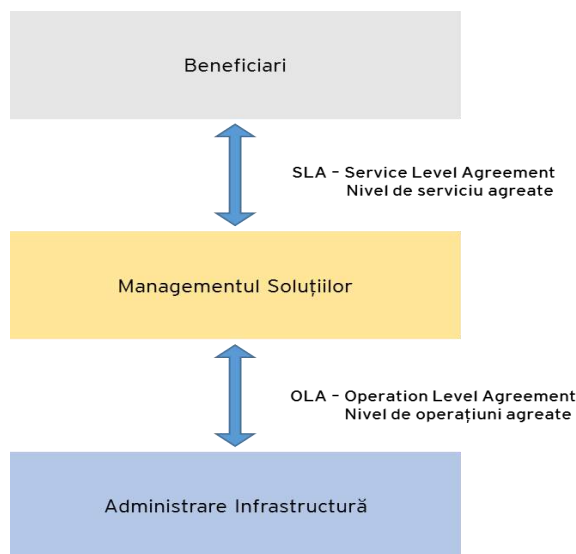 Beneficiari
SLA – Service Level Agreement
Nivel de serviciu agreate
Managementul Soluțiilor
OLA – Operation Level Agreement
Nivel de operațiuni agreate
Administrare Infrastructură